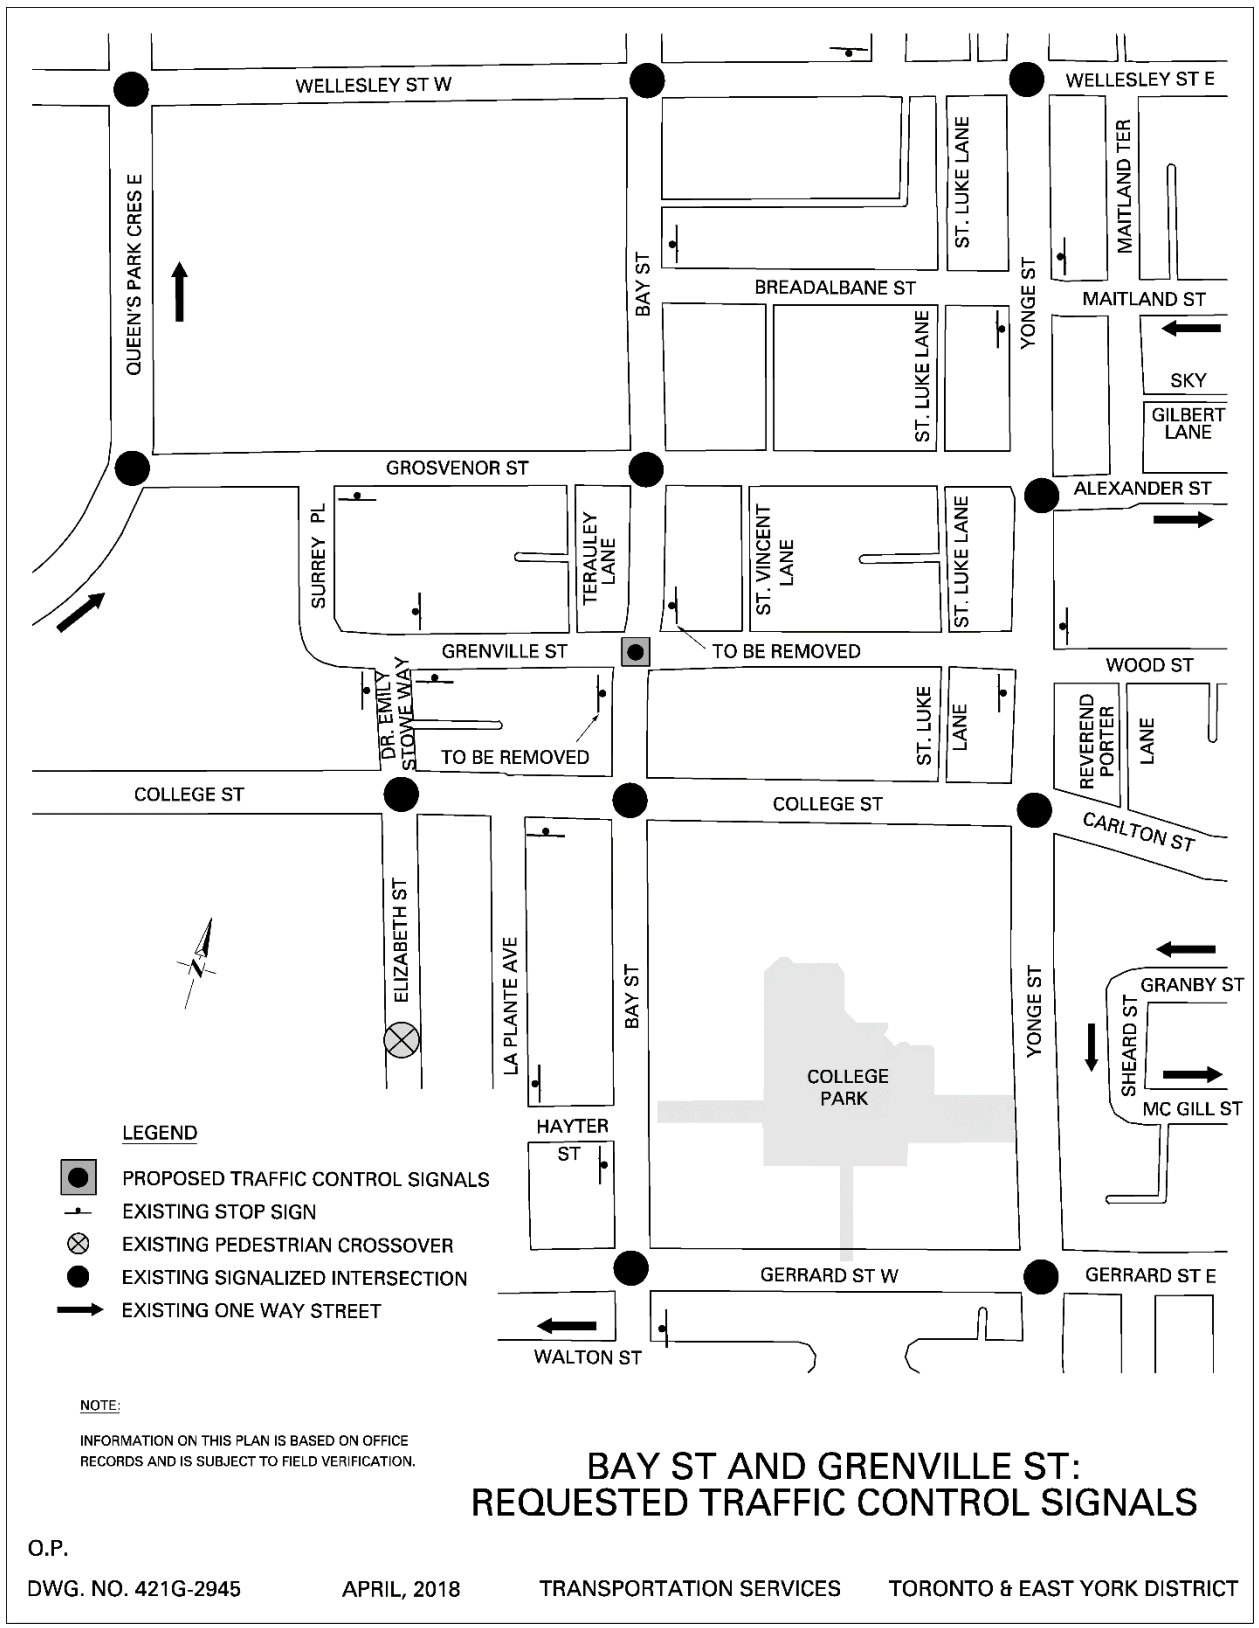 WELLESLEY ST W
WELLESLEY ST E
QUEEN'S PARK CRES E
BAY ST
ST. LUKE LANE
YONGE ST
MAITLAND TER
BREADALBANE ST
MAITLAND ST
ST. LUKE LANE
SKY
GILBERT
LANE
GROSVENOR ST
ALEXANDER ST
SURREY PL
TERAULEY
LANE
ST. VINCENT
LANE
ST. LUKE LANE
GRENVILLE ST
TO BE REMOVED
WOOD ST
DR. EMILY
STOWE WAY
TO BE REMOVED
ST. LUKE
LANE
REVEREND
PORTER
LANE
COLLEGE ST
COLLEGE ST
CARLTON ST
ELIZABETH ST
LA PLANTE AVE
BAY ST
YONGE ST
GRANBY ST
SHEARD ST
MC GILL ST
N
COLLEGE
PARK
HAYTER
ST
GERRARD ST W
GERRARD ST E
WALTON ST
LEGEND
PROPOSED TRAFFIC CONTROL SIGNALS
EXISTING STOP SIGN
EXISTING PEDESTRIAN CROSSOVER
EXISTING SIGNALIZED INTERSECTION
EXISTING ONE WAY STREET
NOTE:
INFORMATION ON THIS PLAN IS BASED ON OFFICE
RECORDS AND IS SUBJECT TO FIELD VERIFICATION.
BAY ST AND GRENVILLE ST:
REQUESTED TRAFFIC CONTROL SIGNALS
O.P.
DWG. NO. 421G-2945 APRIL, 2018 TRANSPORTATION SERVICES TORONTO & EAST YORK DISTRICT